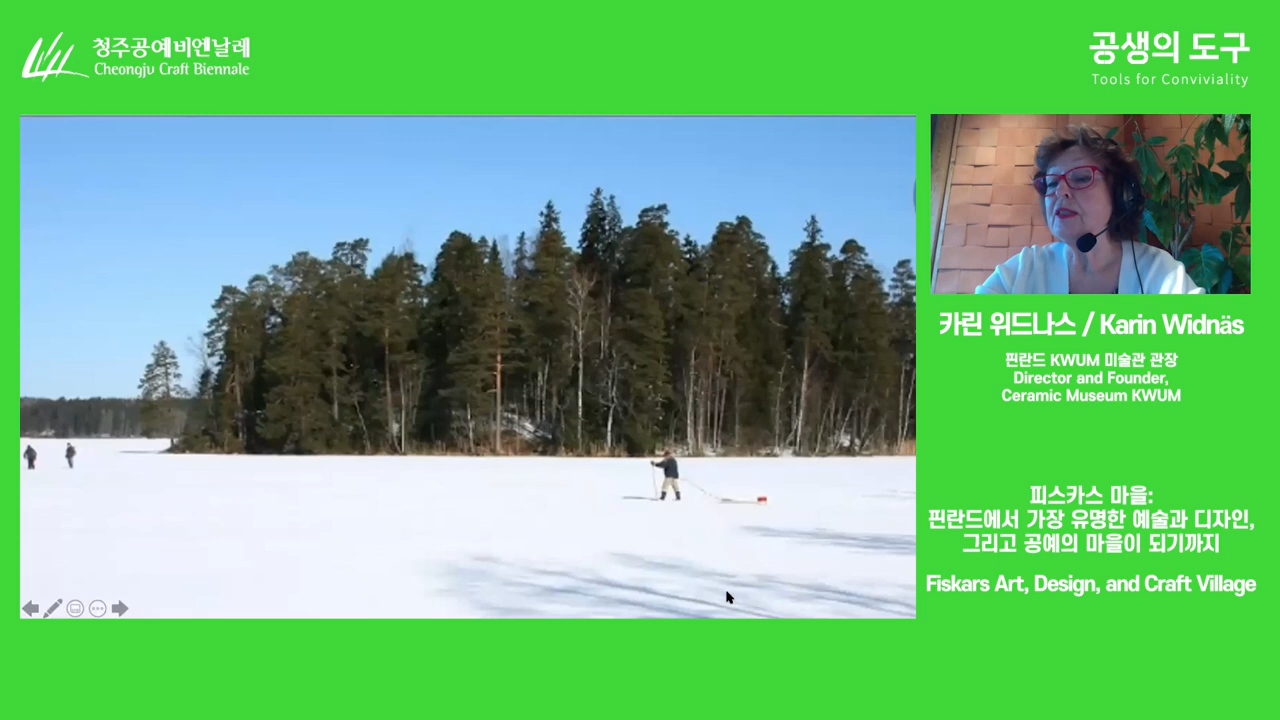 청주공예비엔날레
Cheongju Craft Biennale
공생의 도구
Tools for Conviviality
카린 위드나스 / Karin Widnäs
핀란드 KWUM 미술관 관장
Director and Founder,
Ceramic Museum KWUM
피스카스 마을:
핀란드에서 가장 유명한 예술과 디자인,
그리고 공예의 마을이 되기까지
Fiskars Art, Design, and Craft Village